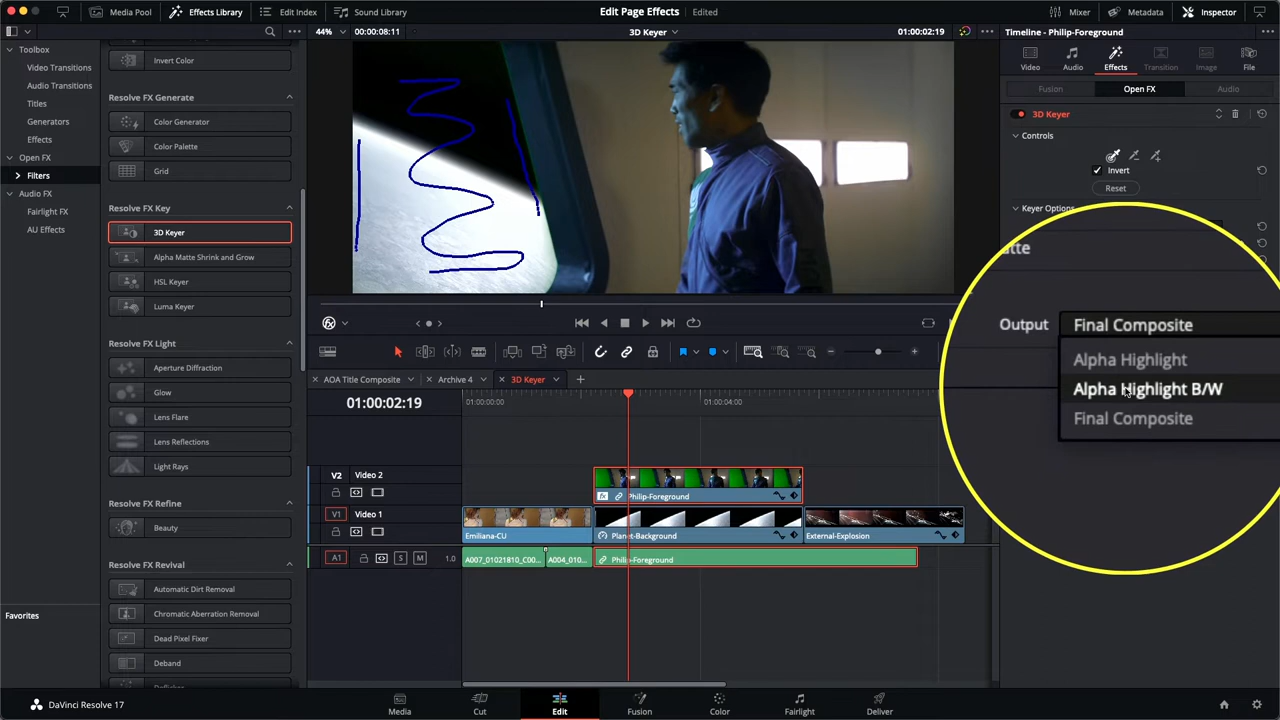 Media Pool
Effects Library
Edit Index
Sound Library
Edit Page Effects
Edited
Mixer
Metadata
Inspector
44%
00:00:08:11
3D Keyer
01:00:02:19
Timeline - Philip-Foreground
Toolbox
Video Transitions
Audio Transitions
Titles
Generators
Effects
Open FX
Filters
Audio FX
Fairlight FX
AU Effects
Favorites
Invert Color
Resolve FX Generate
Color Generator
Color Palette
Grid
Resolve FX Key
3D Keyer
Alpha Matte Shrink and Grow
HSL Keyer
Luma Keyer
Resolve FX Light
Aperture Diffraction
Glow
Lens Flare
Lens Reflections
Light Rays
Resolve FX Refine
Beauty
Resolve FX Revival
Automatic Dirt Removal
Chromatic Aberration Removal
Dead Pixel Fixer
Deband
Video
Audio
Effects
Transition
Image
File
Fusion
Open FX
Audio
3D Keyer
Controls
Invert
Reset
Keyer Options
Output
Final Composite
Alpha Highlight
Alpha Highlight B/W
Final Composite
AOA Title Composite
Archive 4
3D Keyer
01:00:02:19
01:00:00:00
01:00:04:00
V2
Video 2
Philip-Foreground
V1
Video 1
Emiliana-CU
Planet-Background
External-Explosion
A1
S
M
1.0
A007_01021810_C00...
A004_010...
Philip-Foreground
DaVinci Resolve 17
Media
Cut
Edit
Fusion
Color
Fairlight
Deliver